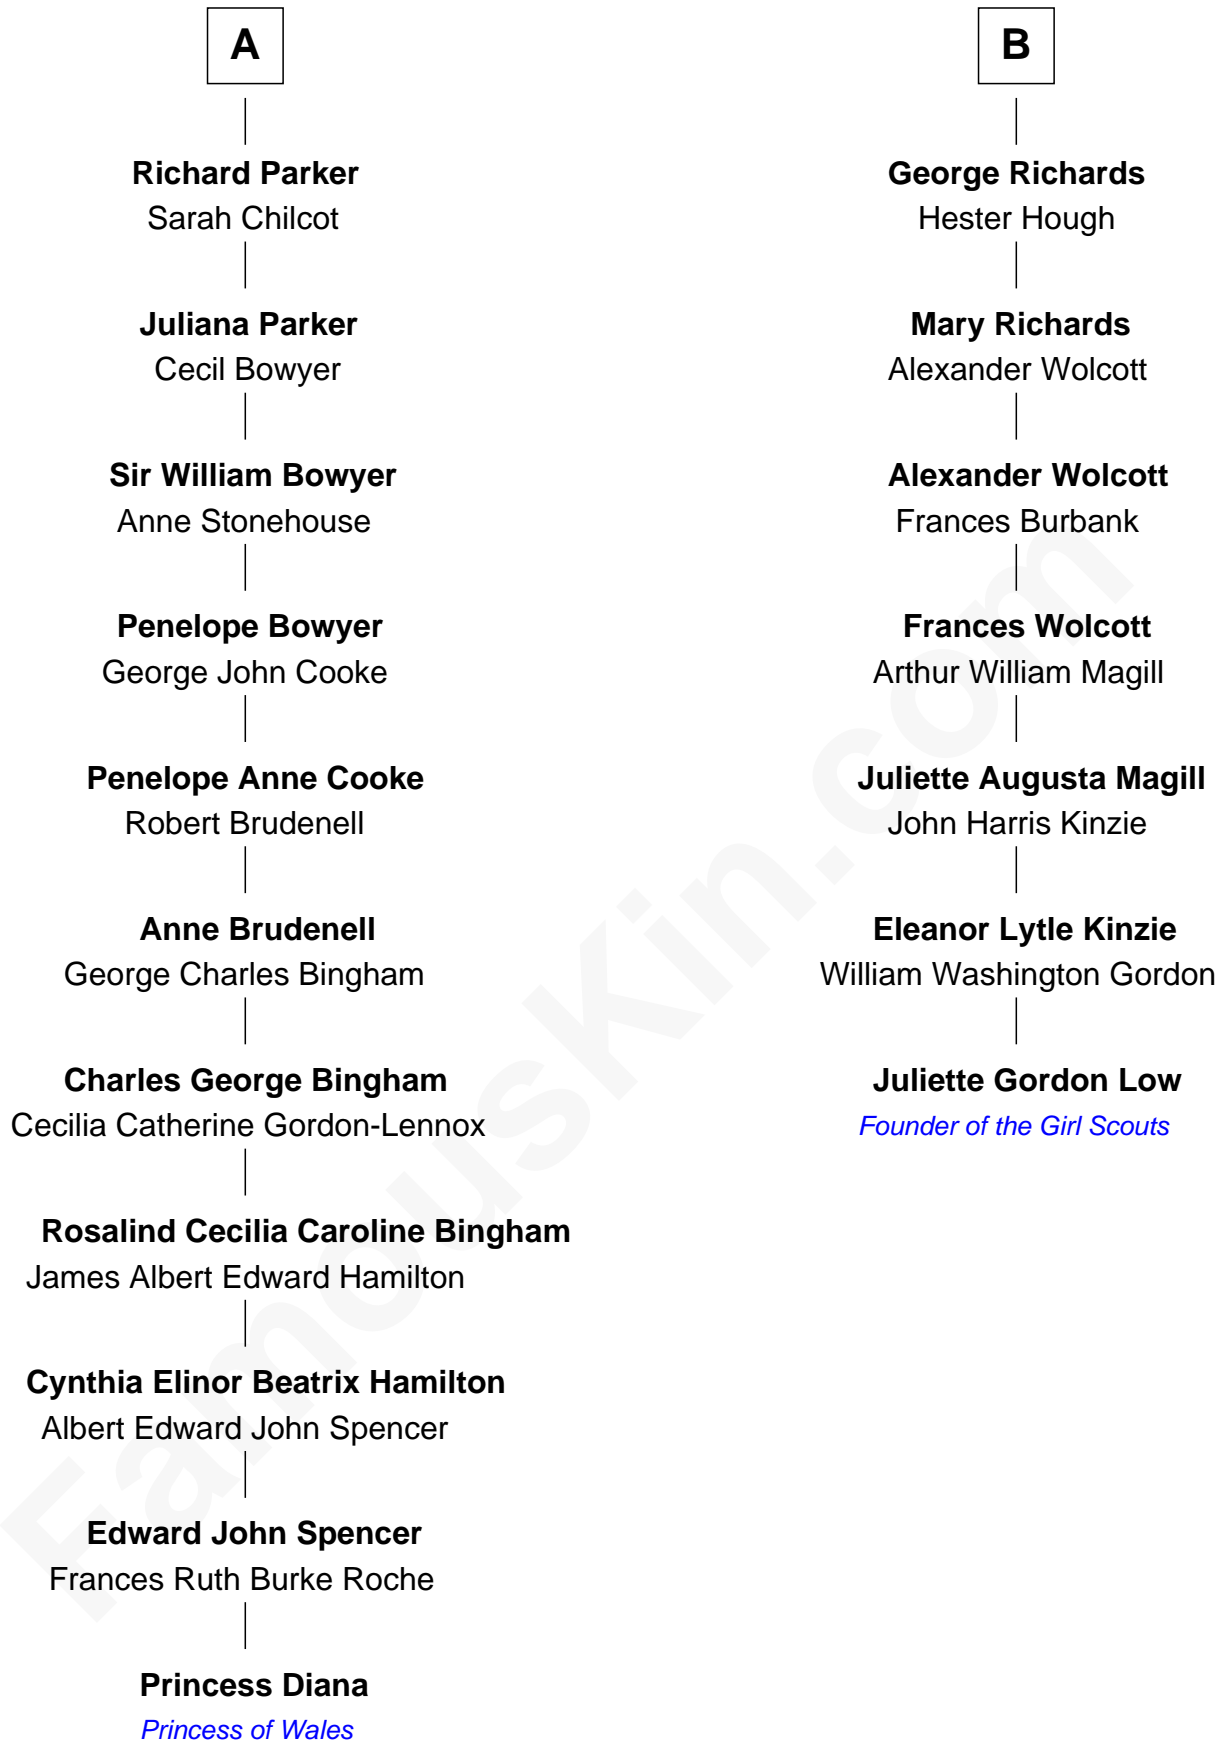 A
Richard Parker
Sarah Chilcot
Juliana Parker
Cecil Bowyer
Sir William Bowyer
Anne Stonehouse
Penelope Bowyer
George John Cooke
Penelope Anne Cooke
Robert Brudenell
Anne Brudenell
George Charles Bingham
Charles George Bingham
Cecilia Catherine Gordon-Lennox
Rosalind Cecilia Caroline Bingham
James Albert Edward Hamilton
Cynthia Elinor Beatrix Hamilton
Albert Edward John Spencer
Edward John Spencer
Frances Ruth Burke Roche
Princess Diana
Princess of Wales
B
George Richards
Hester Hough
Mary Richards
Alexander Wolcott
Alexander Wolcott
Frances Burbank
Frances Wolcott
Arthur William Magill
Juliette Augusta Magill
John Harris Kinzie
Eleanor Lytle Kinzie
William Washington Gordon
Juliette Gordon Low
Founder of the Girl Scouts
FamousKin.com